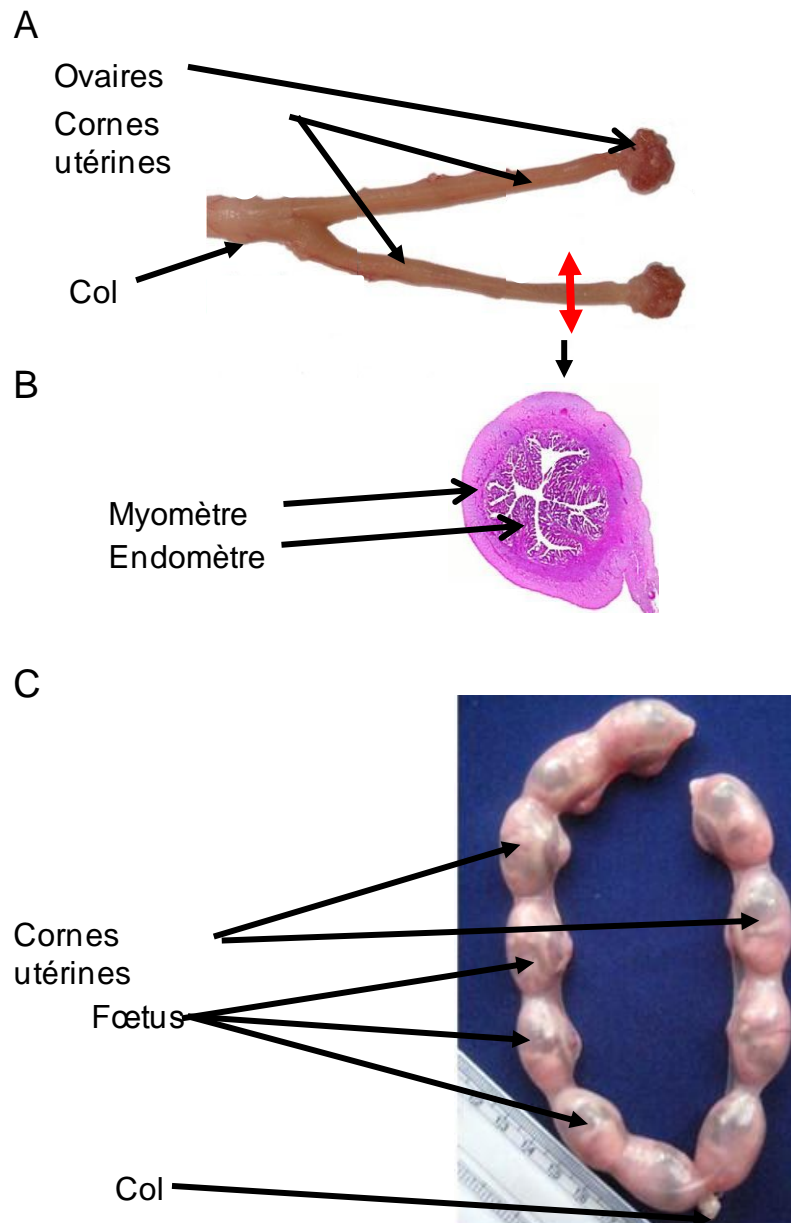 A
Ovaires
Cornes
utérines
Col
B
Myomètre
Endomètre
C
Cornes
utérines
Fœtus
Col